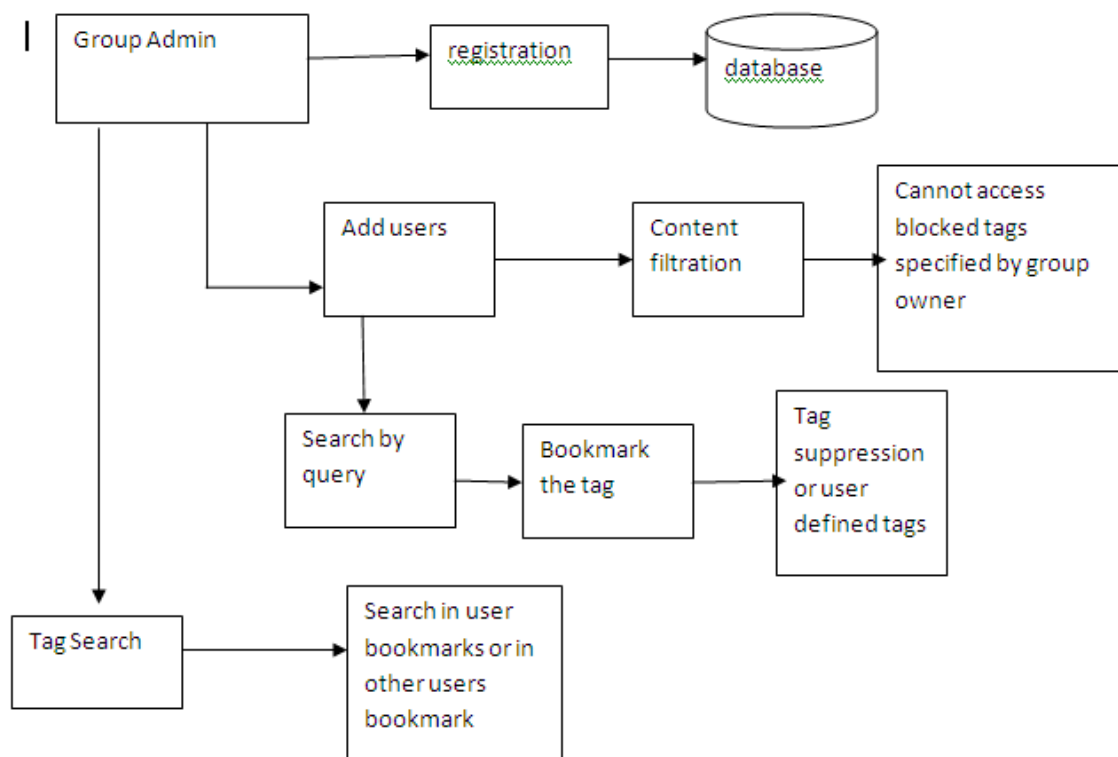 Group Admin
registration
database
Add users
Content
filtration
Cannot access
blocked tags
specified by group
owner
Search by
query
Bookmark
the tag
Tag
suppression
or user
defined tags
Tag Search
Search in user
bookmarks or in
other users
bookmark